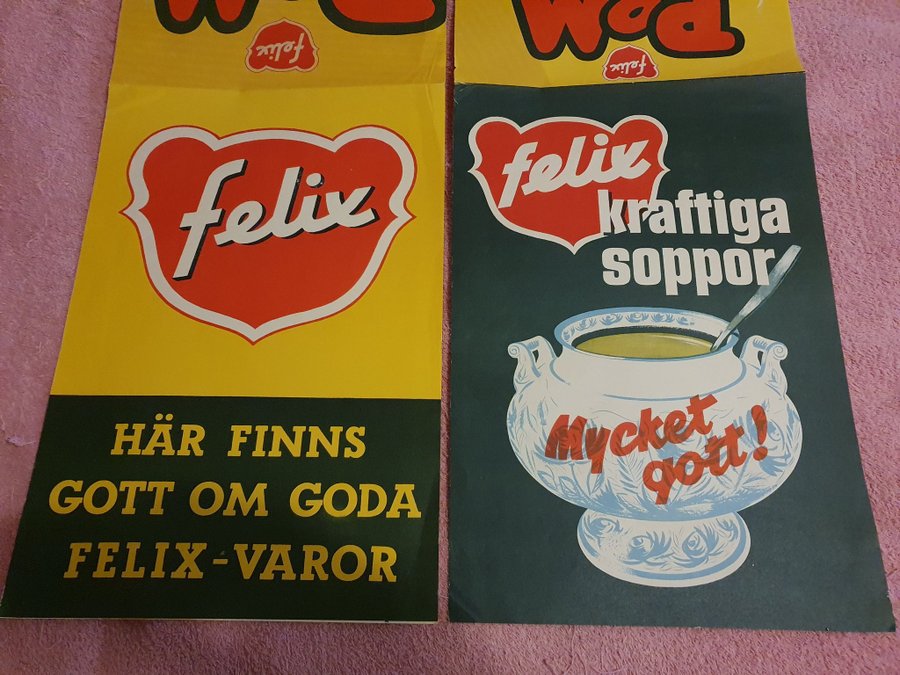 felix
felix
HÄR FINNS
GOTT OM GODA
FELIX-VAROR
felix
felix
kraftiga
soppor
Mycket
gott!